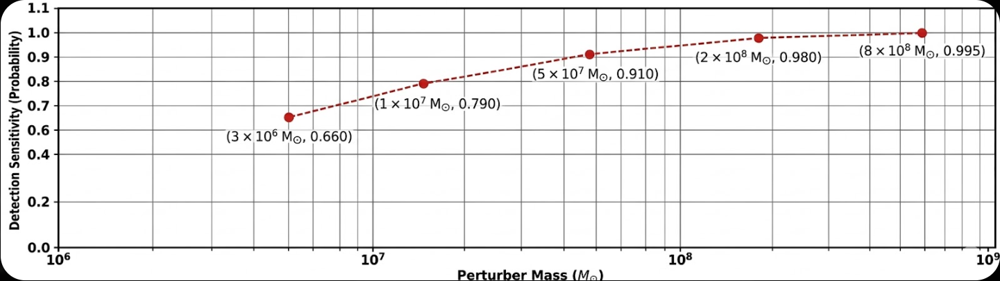 Detection Sensitivity (Probability)
1.1
1.0
0.9
0.8
0.7
0.6
0.4
0.2
0.0
(3 × 10⁶ M☉, 0.660)
(1 × 10⁷ M☉, 0.790)
(5 × 10⁷ M☉, 0.910)
(2 × 10⁸ M☉, 0.980)
(8 × 10⁸ M☉, 0.995)
10⁶ 10⁷ 10⁸ 10⁹
Perturber Mass (M☉)